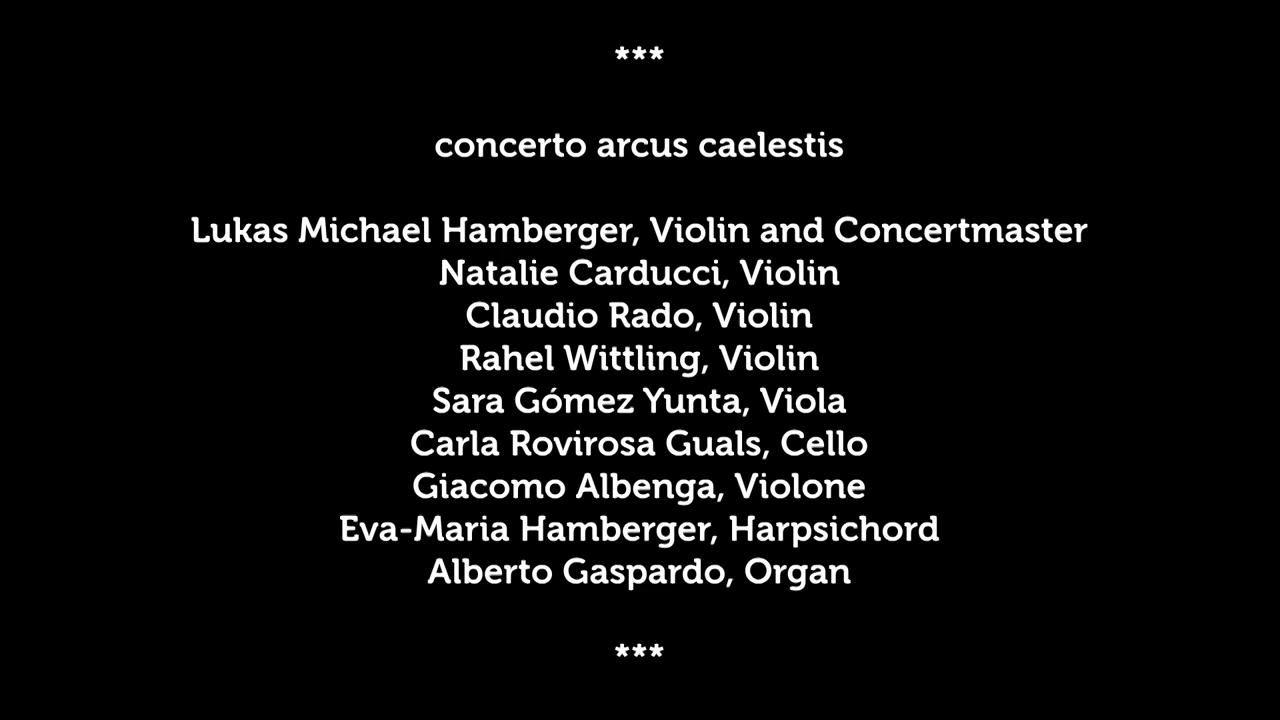 ***
concerto arcus caelestis
Lukas Michael Hamberger, Violin and Concertmaster
Natalie Carducci, Violin
Claudio Rado, Violin
Rahel Wittling, Violin
Sara Gómez Yunta, Viola
Carla Rovirosa Guals, Cello
Giacomo Albenga, Violone
Eva-Maria Hamberger, Harpsichord
Alberto Gaspardo, Organ
***